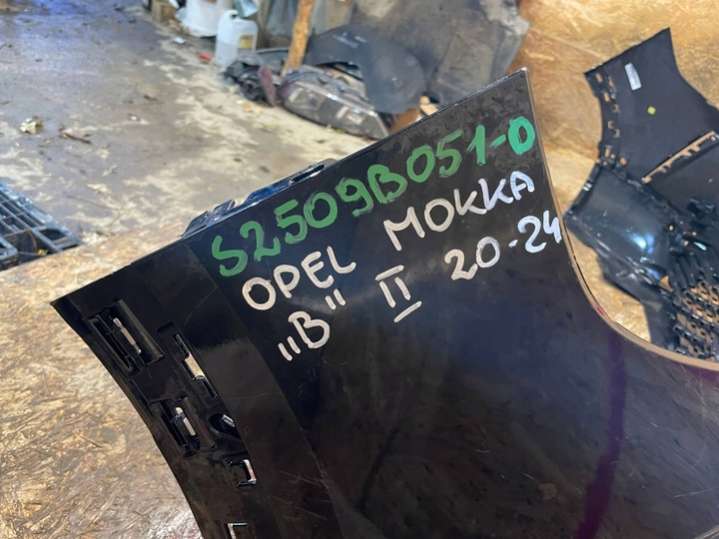 S2509B051-0
OPEL MOKKA
„B" II 20-24